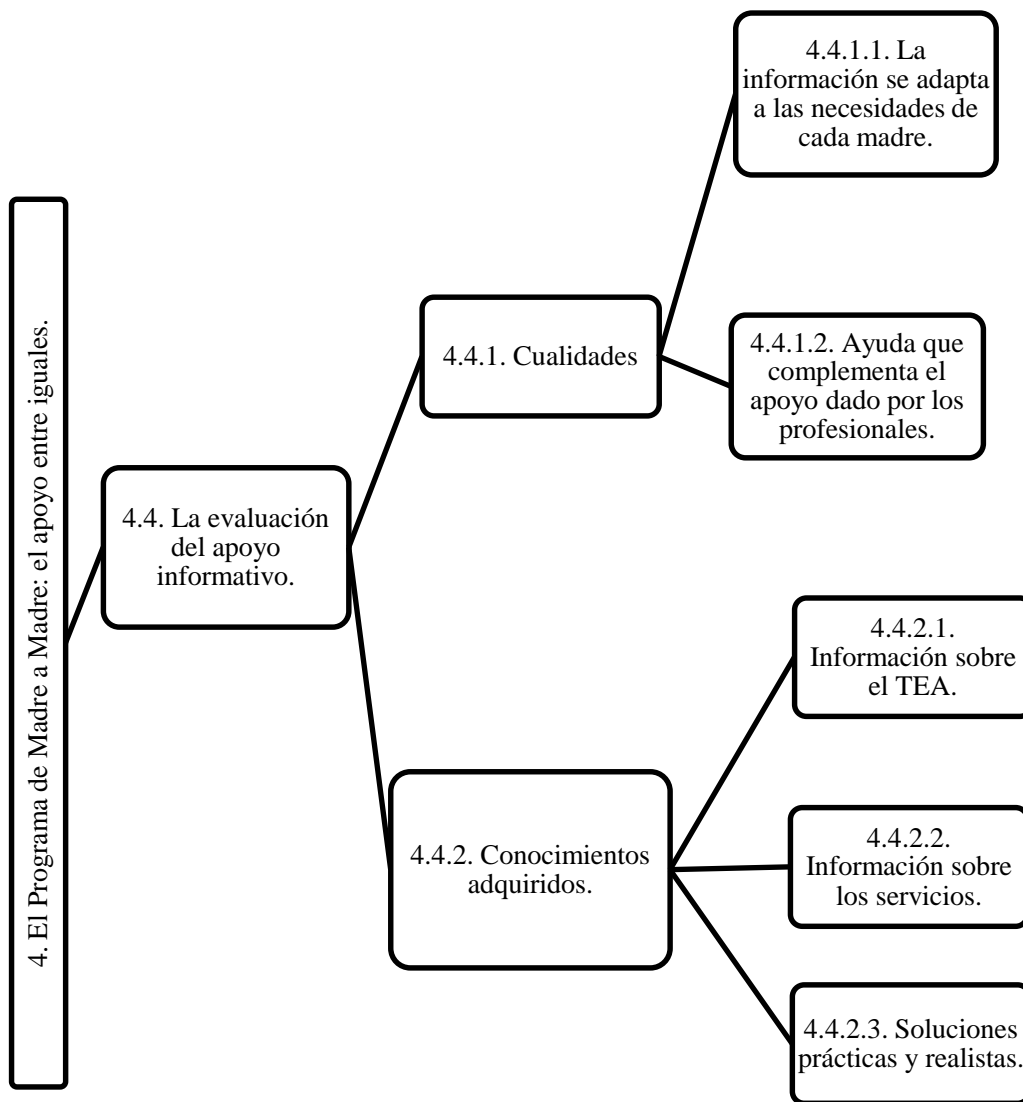 4. El Programa de Madre a Madre: el apoyo entre iguales.
4.4. La evaluación
del apoyo
informativo.
4.4.1. Cualidades
4.4.1.1. La
información se adapta
a las necesidades de
cada madre.
4.4.1.2. Ayuda que
complementa el
apoyo dado por los
profesionales.
4.4.2. Conocimientos
adquiridos.
4.4.2.1.
Información sobre
el TEA.
4.4.2.2.
Información sobre
los servicios.
4.4.2.3. Soluciones
prácticas y realistas.